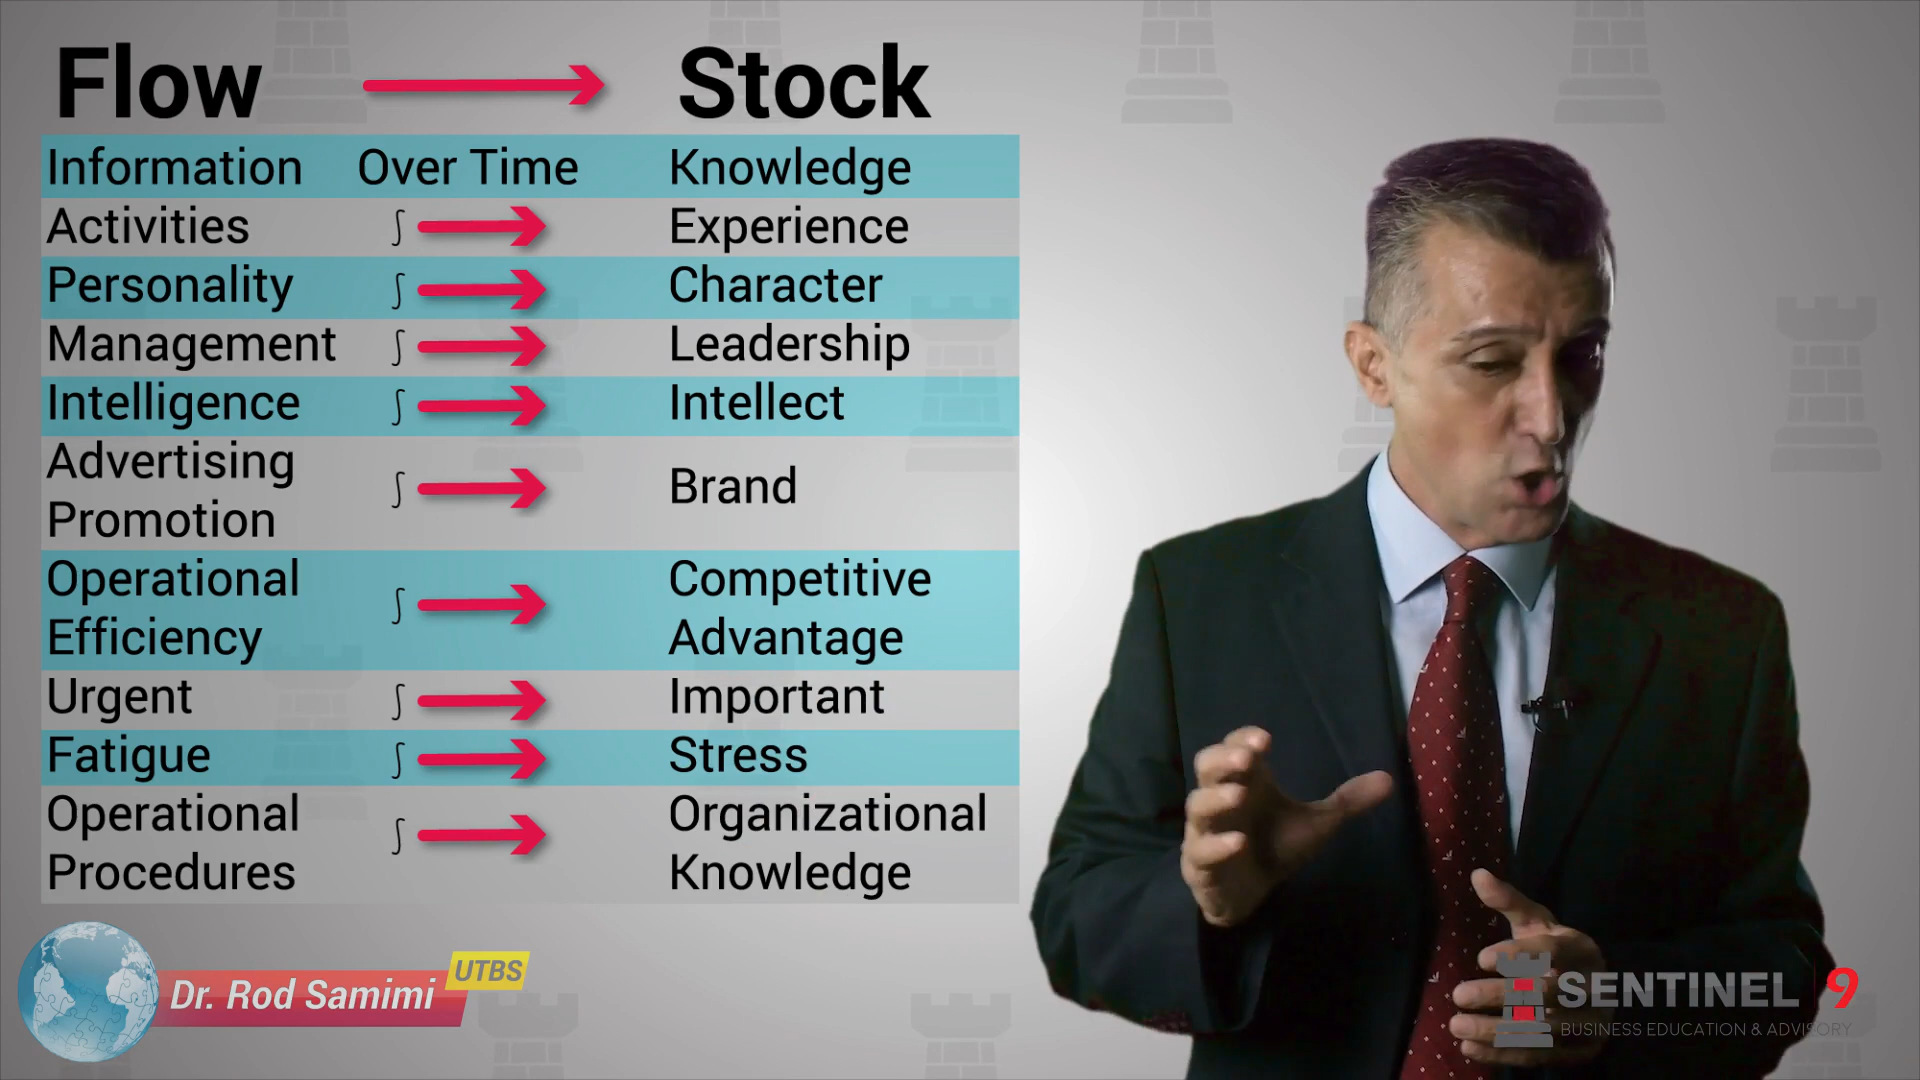 Flow Stock
Information Over Time Knowledge
Activities ∫ Experience
Personality ∫ Character
Management ∫ Leadership
Intelligence ∫ Intellect
Advertising
Promotion ∫ Brand
Operational Competitive
Efficiency ∫ Advantage
Urgent ∫ Important
Fatigue ∫ Stress
Operational Organizational
Procedures ∫ Knowledge
UTBS
Dr. Rod Samimi
SENTINEL 9
BUSINESS EDUCATION & ADVISORY